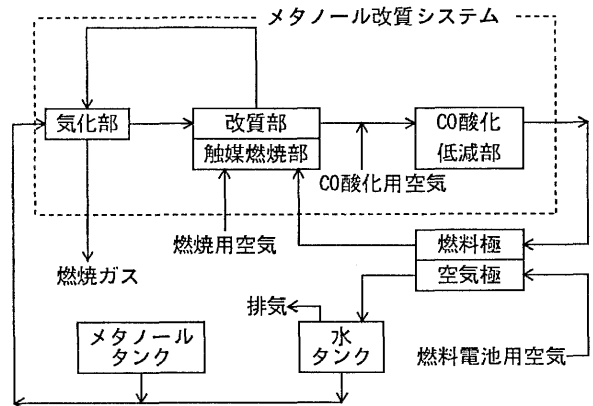 メタノール改質システム
気化部
改質部
触媒燃焼部
CO酸化
低減部
CO酸化用空気
燃焼用空気
燃焼ガス
燃料極
空気極
排気
メタノール
タンク
水
タンク
燃料電池用空気